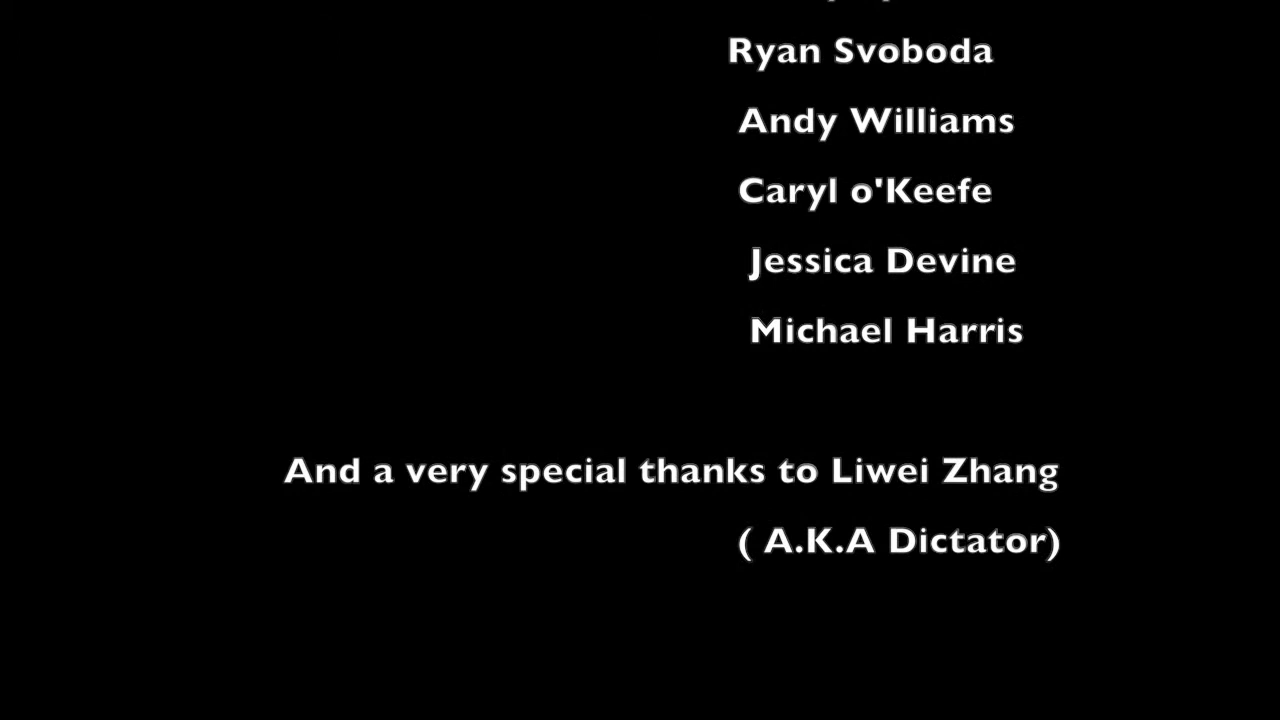 Ryan Svoboda
Andy Williams
Caryl o'Keefe
Jessica Devine
Michael Harris
And a very special thanks to Liwei Zhang
( A.K.A Dictator)